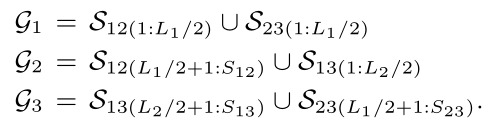 𝒢₁ = 𝒮₁₂₍₁:L₁/₂₎ ∪ 𝒮₂₃₍₁:L₁/₂₎
𝒢₂ = 𝒮₁₂₍L₁/₂₊₁:S₁₂₎ ∪ 𝒮₁₃₍₁:L₂/₂₎
𝒢₃ = 𝒮₁₃₍L₂/₂₊₁:S₁₃₎ ∪ 𝒮₂₃₍L₁/₂₊₁:S₂₃₎.